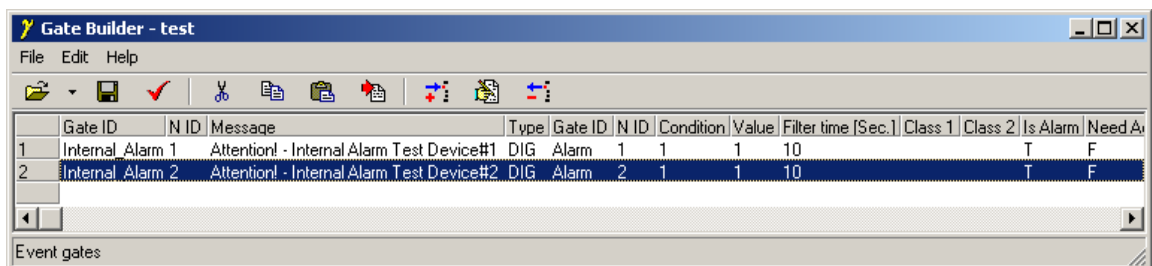 Gate Builder - test
File Edit Help
Gate ID N ID Message Type Gate ID N ID Condition Value Filter time [Sec.] Class 1 Class 2 Is Alarm Need A
1 Internal_Alarm 1 Attention! - Internal Alarm Test Device#1 DIG Alarm 1 1 1 10 T F
2 Internal_Alarm 2 Attention! - Internal Alarm Test Device#2 DIG Alarm 2 1 1 10 T F
Event gates